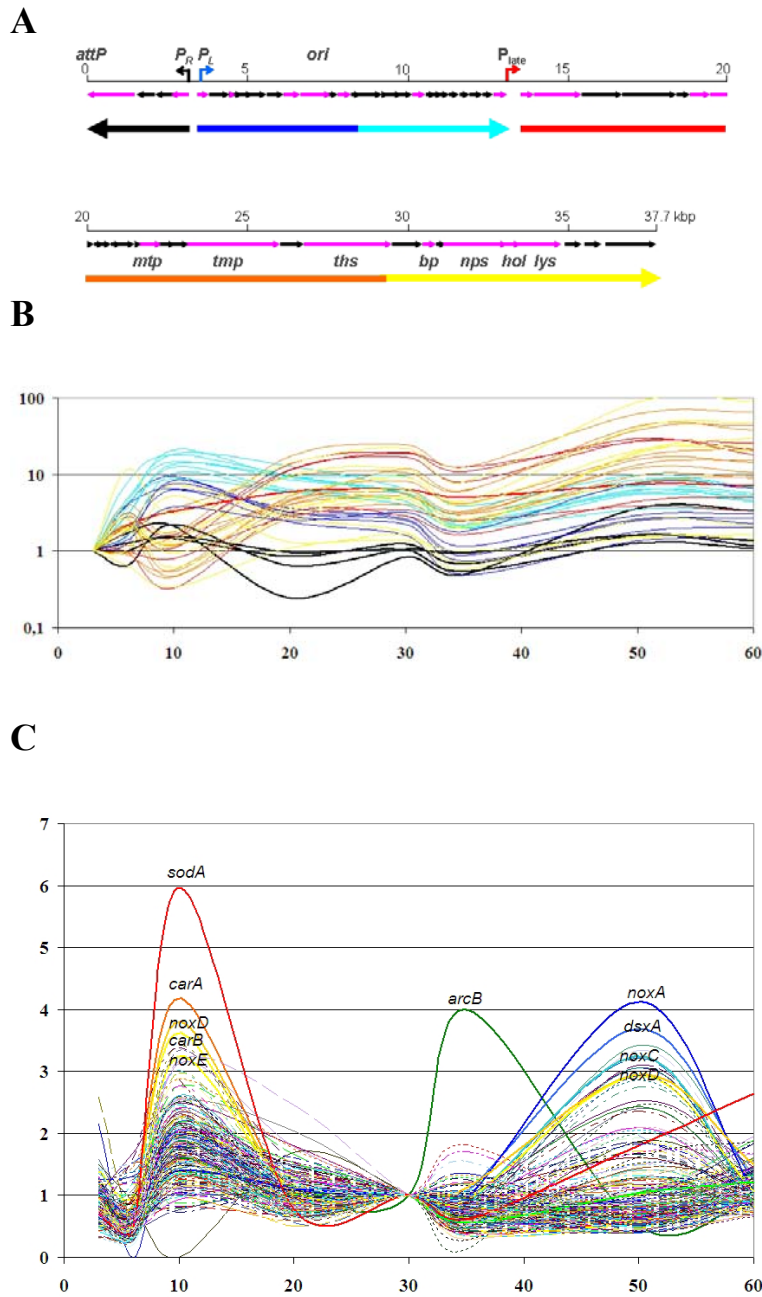 A
attP P_R P_L ori P_late
0 5 10 15 20
20 25 30 35 37.7 kbp
mtp tmp ths bp nps hol lys
B
100
10
1
0,1
0 10 20 30 40 50 60
C
7
6
5
4
3
2
1
0
sodA
carA
noxD
carB
noxE
arcB
noxA
dsxA
noxC
noxD
0 10 20 30 40 50 60